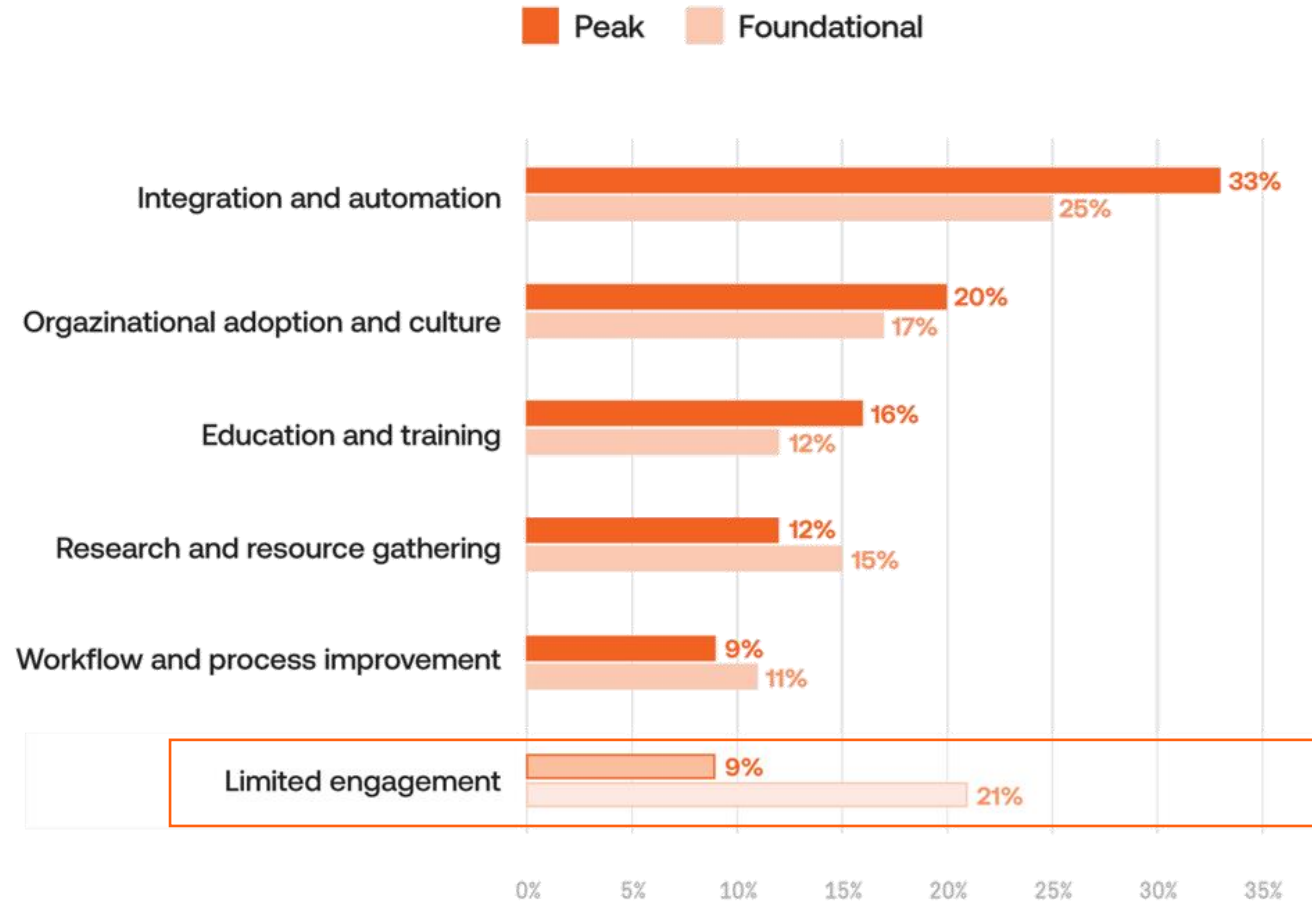 Peak Foundational
Integration and automation
33%
25%
Orgazinational adoption and culture
20%
17%
Education and training
16%
12%
Research and resource gathering
12%
15%
Workflow and process improvement
9%
11%
Limited engagement
9%
21%
0% 5% 10% 15% 20% 25% 30% 35%